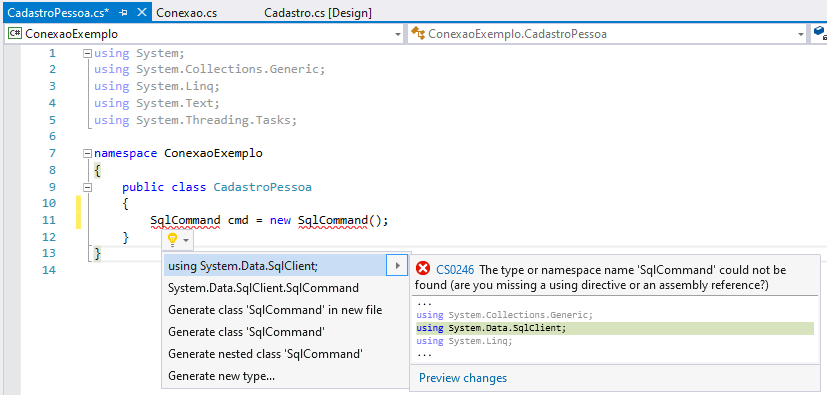 CadastroPessoa.cs* Conexao.cs Cadastro.cs [Design]
C# ConexaoExemplo ConexaoExemplo.CadastroPessoa
1 using System;
2 using System.Collections.Generic;
3 using System.Linq;
4 using System.Text;
5 using System.Threading.Tasks;
6
7 namespace ConexaoExemplo
8 {
9 public class CadastroPessoa
10 {
11 SqlCommand cmd = new SqlCommand();
12 }
13 }
14
using System.Data.SqlClient;
System.Data.SqlClient.SqlCommand
Generate class 'SqlCommand' in new file
Generate class 'SqlCommand'
Generate nested class 'SqlCommand'
Generate new type...
CS0246 The type or namespace name 'SqlCommand' could not be
found (are you missing a using directive or an assembly reference?)
...
using System.Collections.Generic;
using System.Data.SqlClient;
using System.Linq;
...
Preview changes